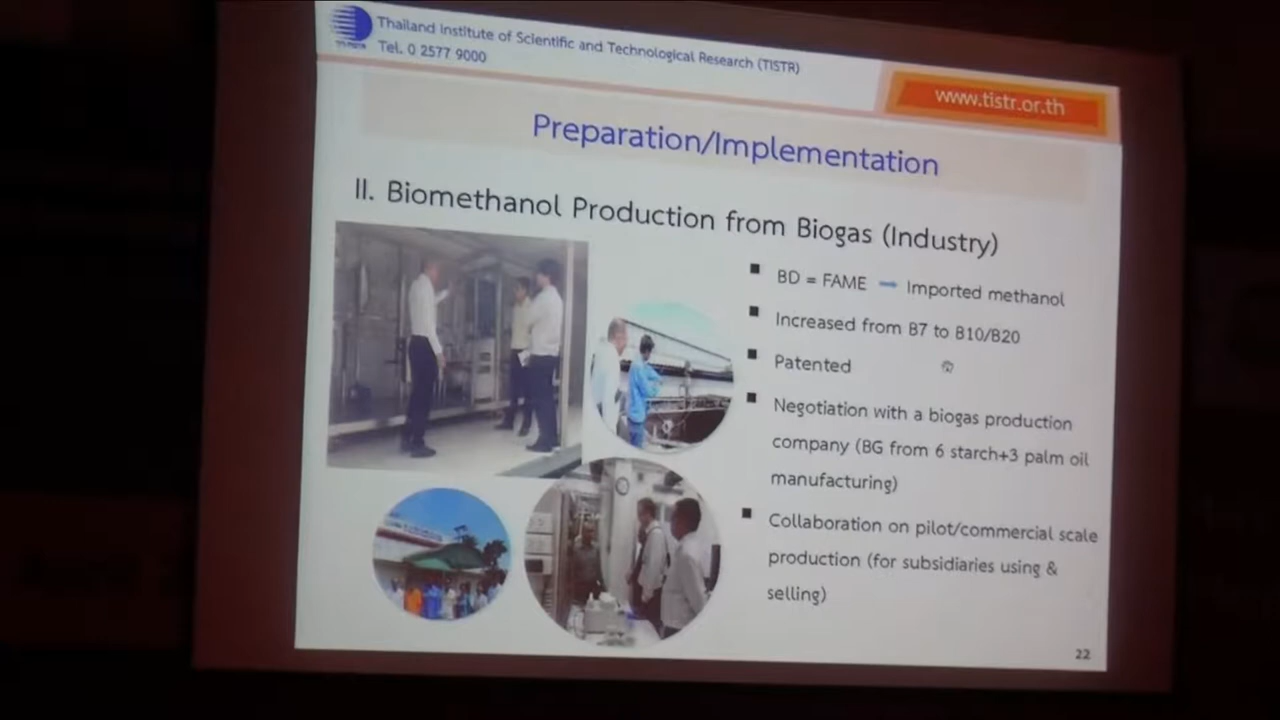 Thailand Institute of Scientific and Technological Research (TISTR)
Tel. 0 2577 9000
www.tistr.or.th
Preparation/Implementation
II. Biomethanol Production from Biogas (Industry)
BD = FAME Imported methanol
Increased from B7 to B10/B20
Patented
Negotiation with a biogas production
company (BG from 6 starch+3 palm oil
manufacturing)
Collaboration on pilot/commercial scale
production (for subsidiaries using &
selling)
22